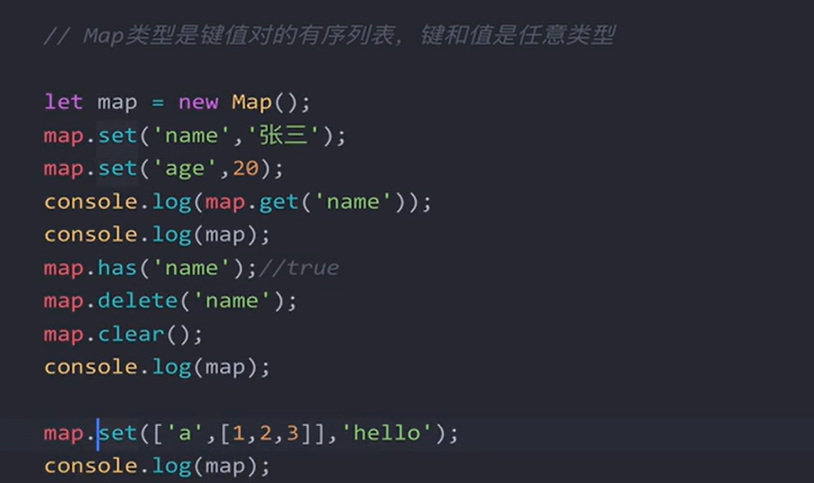 // Map类型是键值对的有序列表，键和值是任意类型
let map = new Map();
map.set('name','张三');
map.set('age',20);
console.log(map.get('name'));
console.log(map);
map.has('name');//true
map.delete('name');
map.clear();
console.log(map);
map.set(['a',[1,2,3]],'hello');
console.log(map);